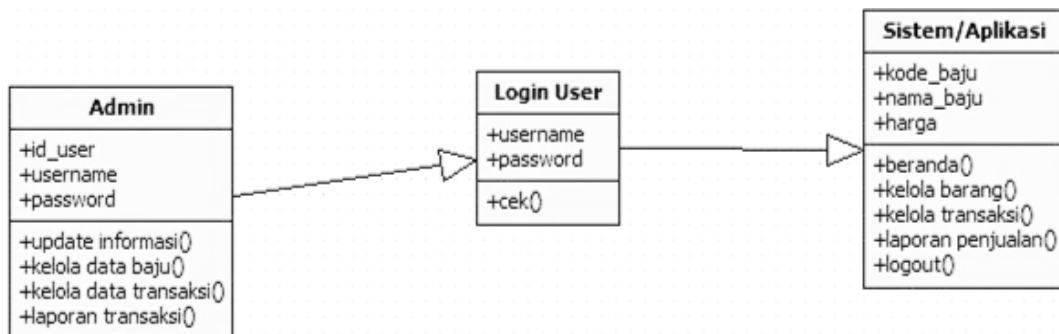 Admin
+id_user
+username
+password
+update informasi()
+kelola data baju()
+kelola data transaksi()
+laporan transaksi()
Login User
+username
+password
+cek()
Sistem/Aplikasi
+kode_baju
+nama_baju
+harga
+beranda()
+kelola barang()
+kelola transaksi()
+laporan penjualan()
+logout()